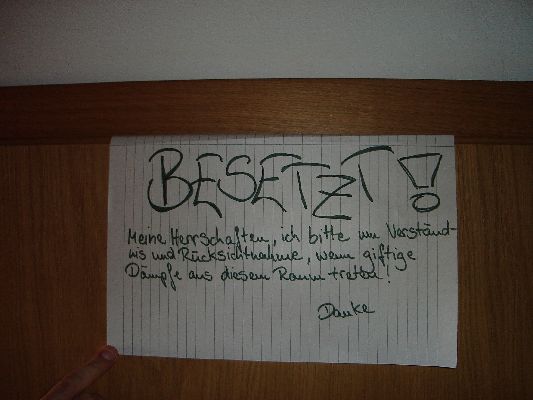 BESETZT!
Meine Herrschaften, ich bitte um Verständ-
nis und Rücksichtnahme, wenn giftige
Dämpfe aus diesem Raum treten!
Danke